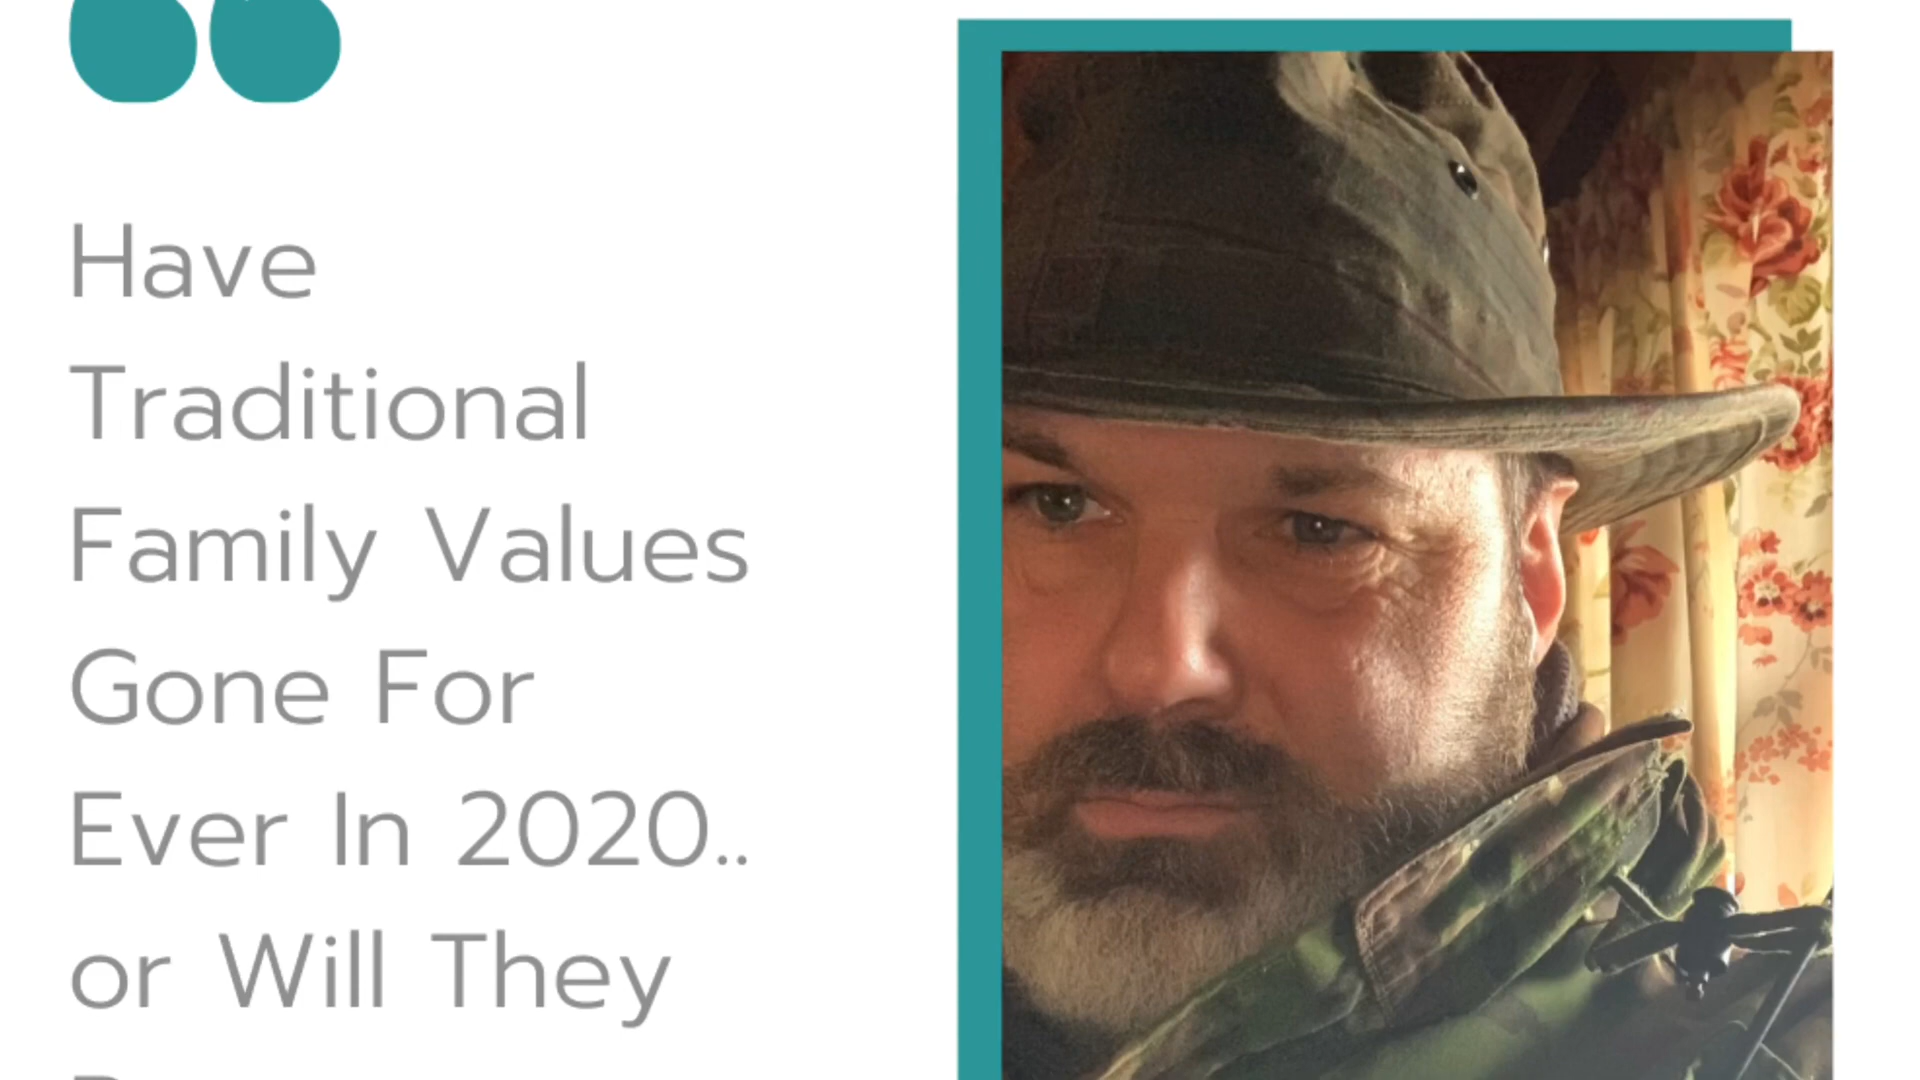 Have
Traditional
Family Values
Gone For
Ever In 2020..
or Will They